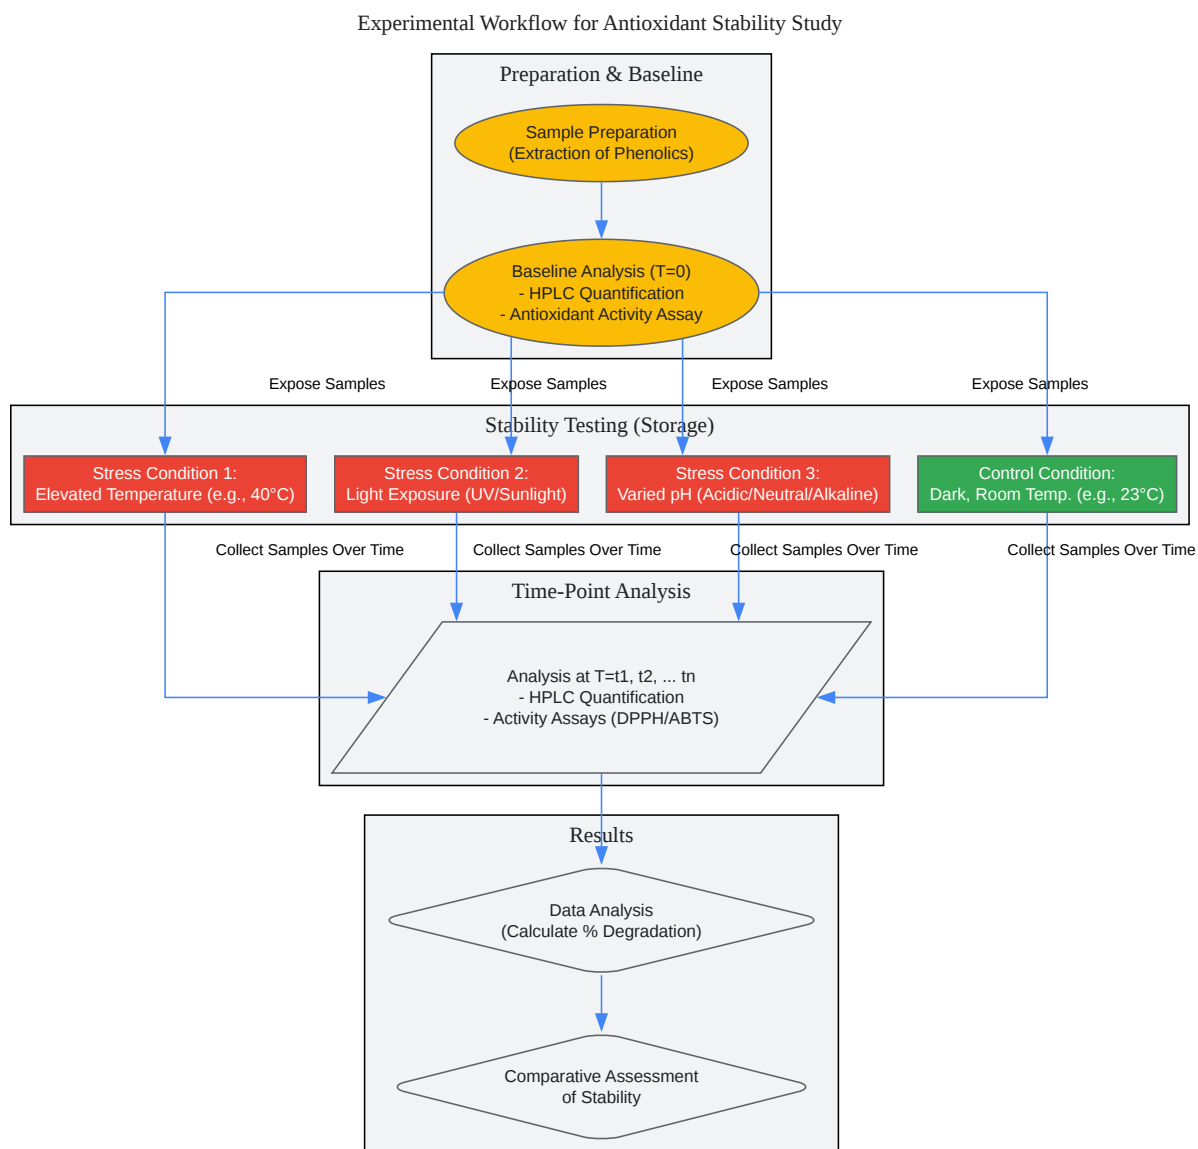 Experimental Workflow for Antioxidant Stability Study
Preparation & Baseline
Sample Preparation
(Extraction of Phenolics)
Baseline Analysis (T=0)
- HPLC Quantification
- Antioxidant Activity Assay
Expose Samples
Expose Samples
Expose Samples
Expose Samples
Stability Testing (Storage)
Stress Condition 1:
Elevated Temperature (e.g., 40°C)
Stress Condition 2:
Light Exposure (UV/Sunlight)
Stress Condition 3:
Varied pH (Acidic/Neutral/Alkaline)
Control Condition:
Dark, Room Temp. (e.g., 23°C)
Collect Samples Over Time
Collect Samples Over Time
Collect Samples Over Time
Collect Samples Over Time
Time-Point Analysis
Analysis at T=t1, t2, ... tn
- HPLC Quantification
- Activity Assays (DPPH/ABTS)
Results
Data Analysis
(Calculate % Degradation)
Comparative Assessment
of Stability